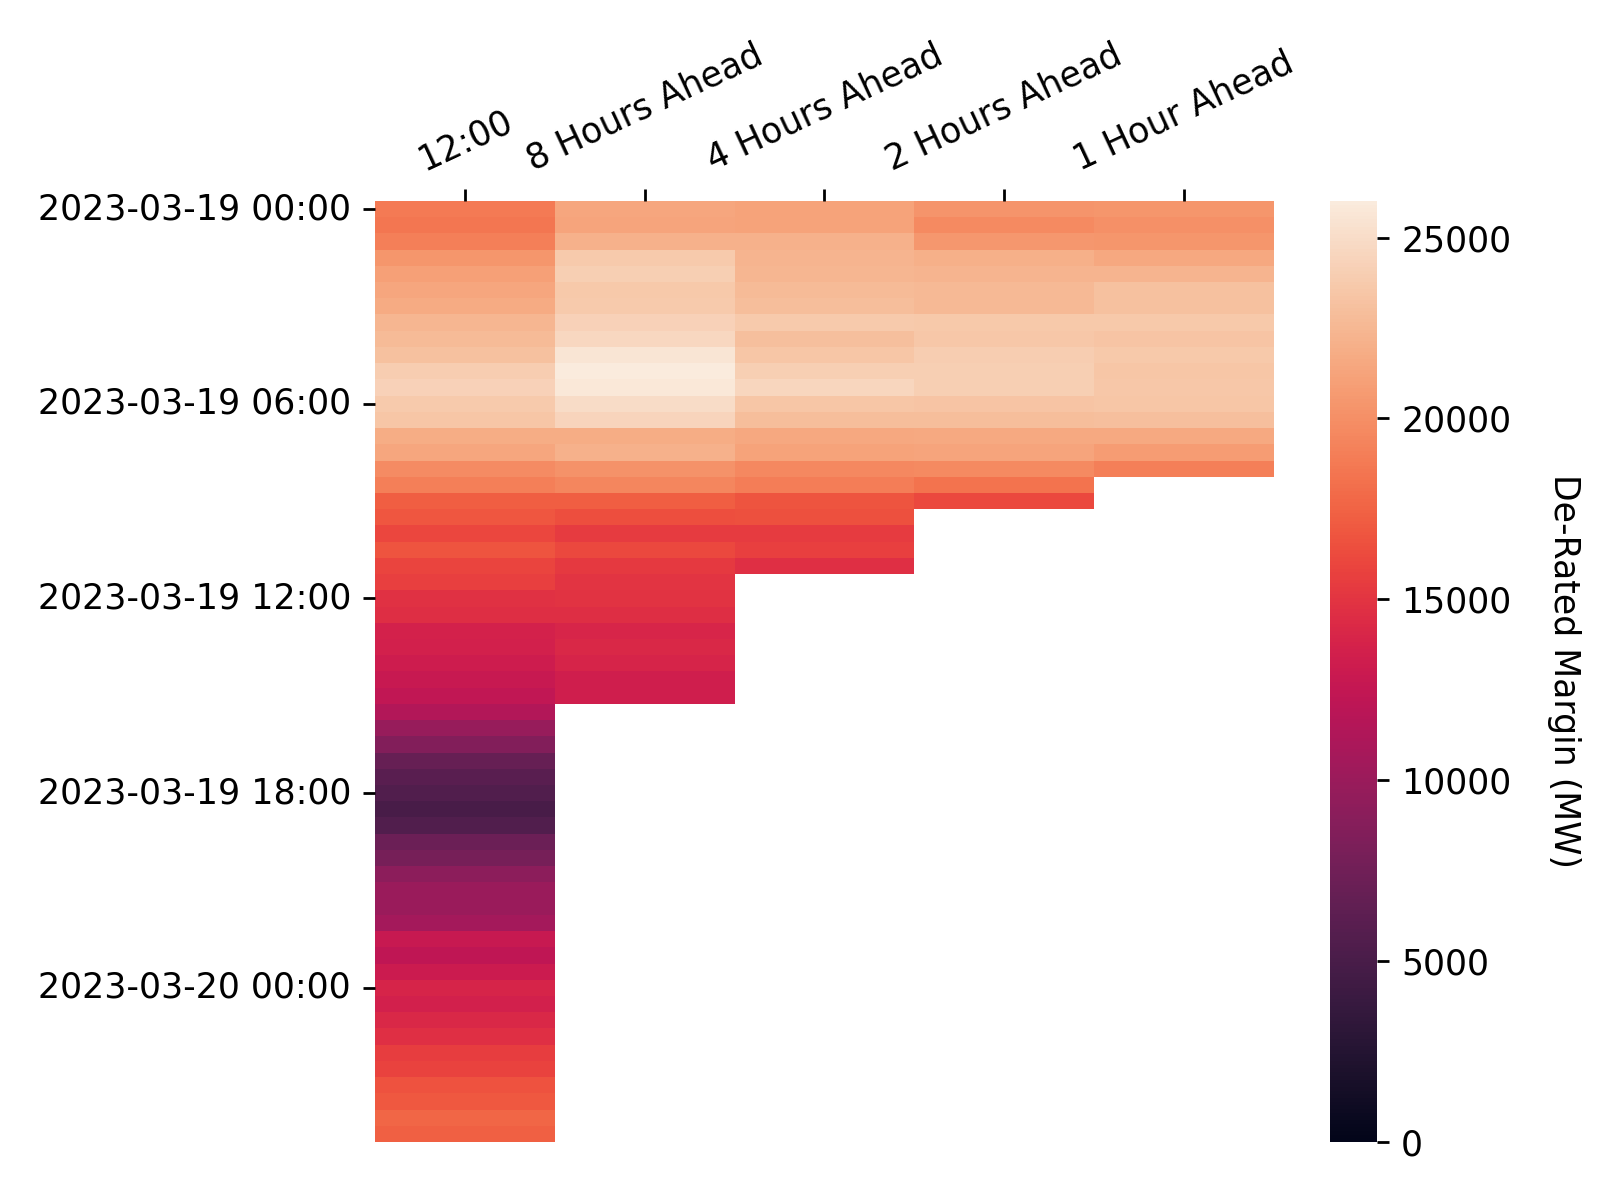 12:00
8 Hours Ahead
4 Hours Ahead
2 Hours Ahead
1 Hour Ahead
2023-03-19 00:00
2023-03-19 06:00
2023-03-19 12:00
2023-03-19 18:00
2023-03-20 00:00
25000
20000
15000
10000
5000
0
De-Rated Margin (MW)